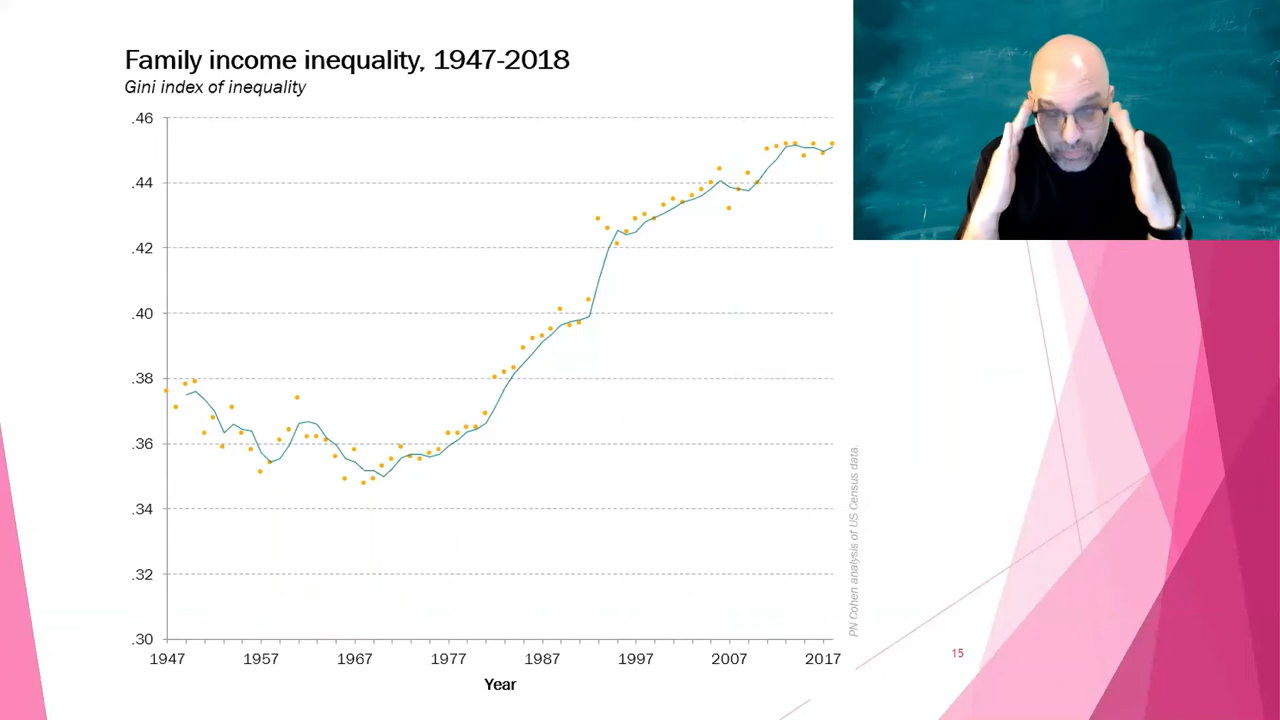 Family income inequality, 1947-2018
Gini index of inequality
.46
.44
.42
.40
.38
.36
.34
.32
.30
1947 1957 1967 1977 1987 1997 2007 2017
Year
PN Cohen analysis of US Census data.
15